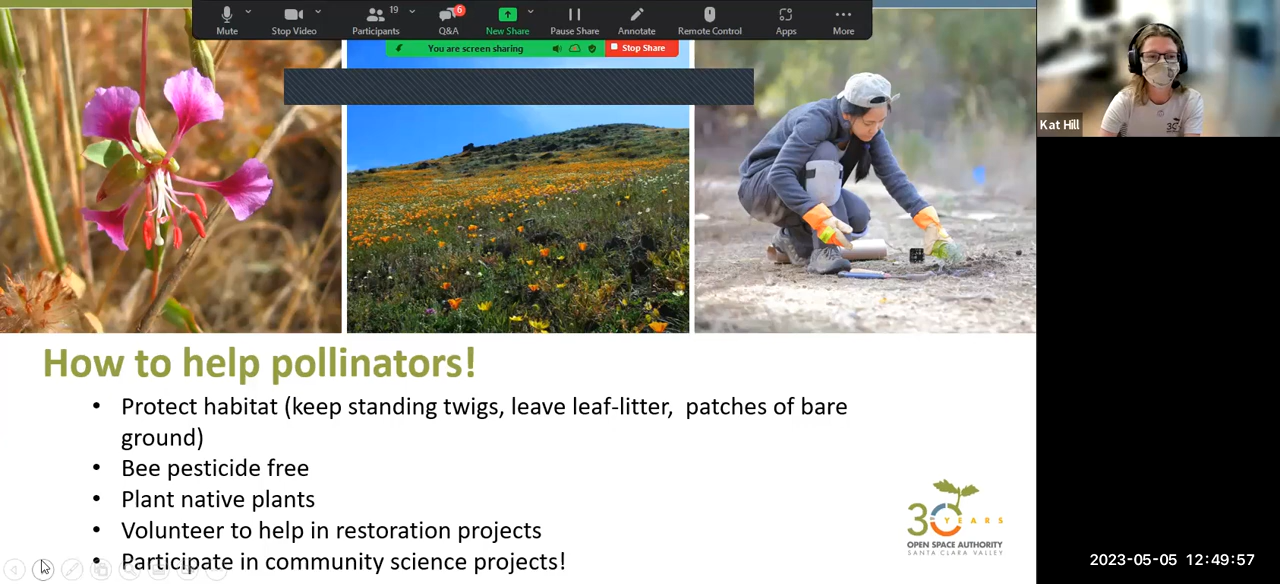 Mute
Stop Video
19
Participants
6
Q&A
New Share
Pause Share
Annotate
Remote Control
Apps
More
You are screen sharing
Stop Share
Kat Hill
How to help pollinators!
• Protect habitat (keep standing twigs, leave leaf-litter, patches of bare
ground)
• Bee pesticide free
• Plant native plants
• Volunteer to help in restoration projects
• Participate in community science projects!
30 YEARS
OPEN SPACE AUTHORITY
SANTA CLARA VALLEY
2023-05-05 12:49:57